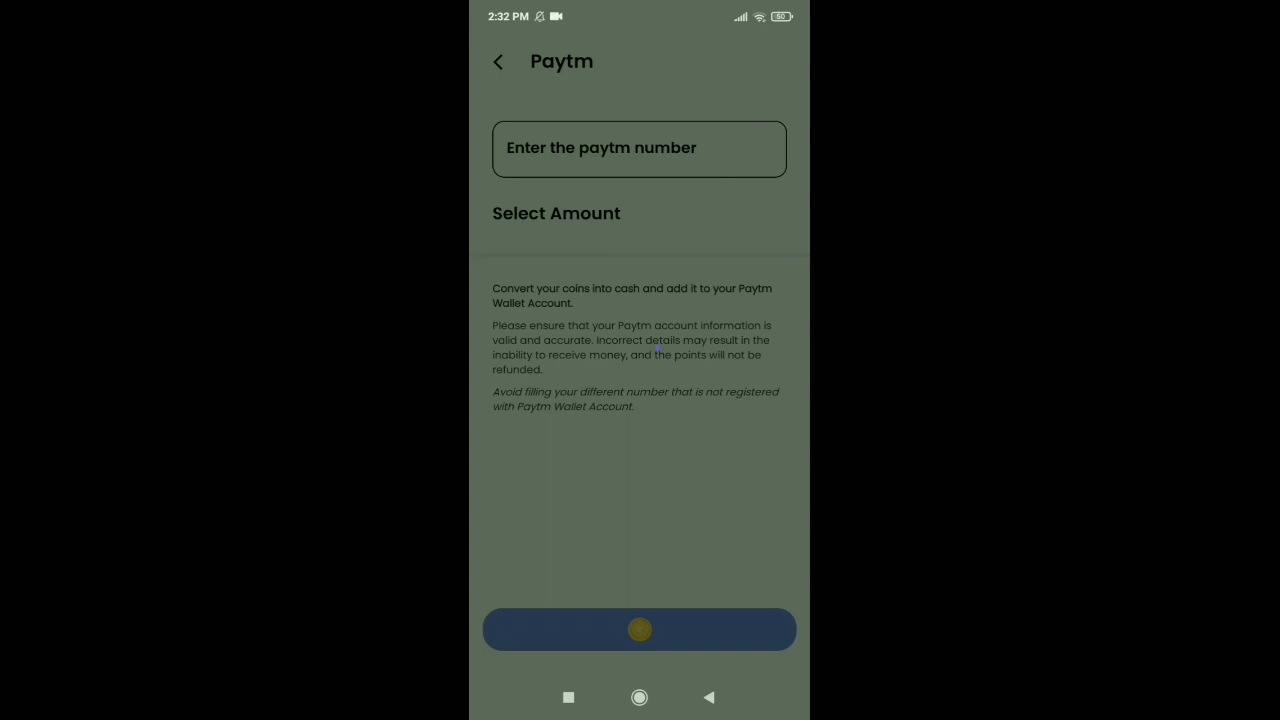 2:32 PM
50
Paytm
Enter the paytm number
Select Amount
Convert your coins into cash and add it to your Paytm
Wallet Account.
Please ensure that your Paytm account information is
valid and accurate. Incorrect details may result in the
inability to receive money, and the points will not be
refunded.
Avoid filling your different number that is not registered
with Paytm Wallet Account.